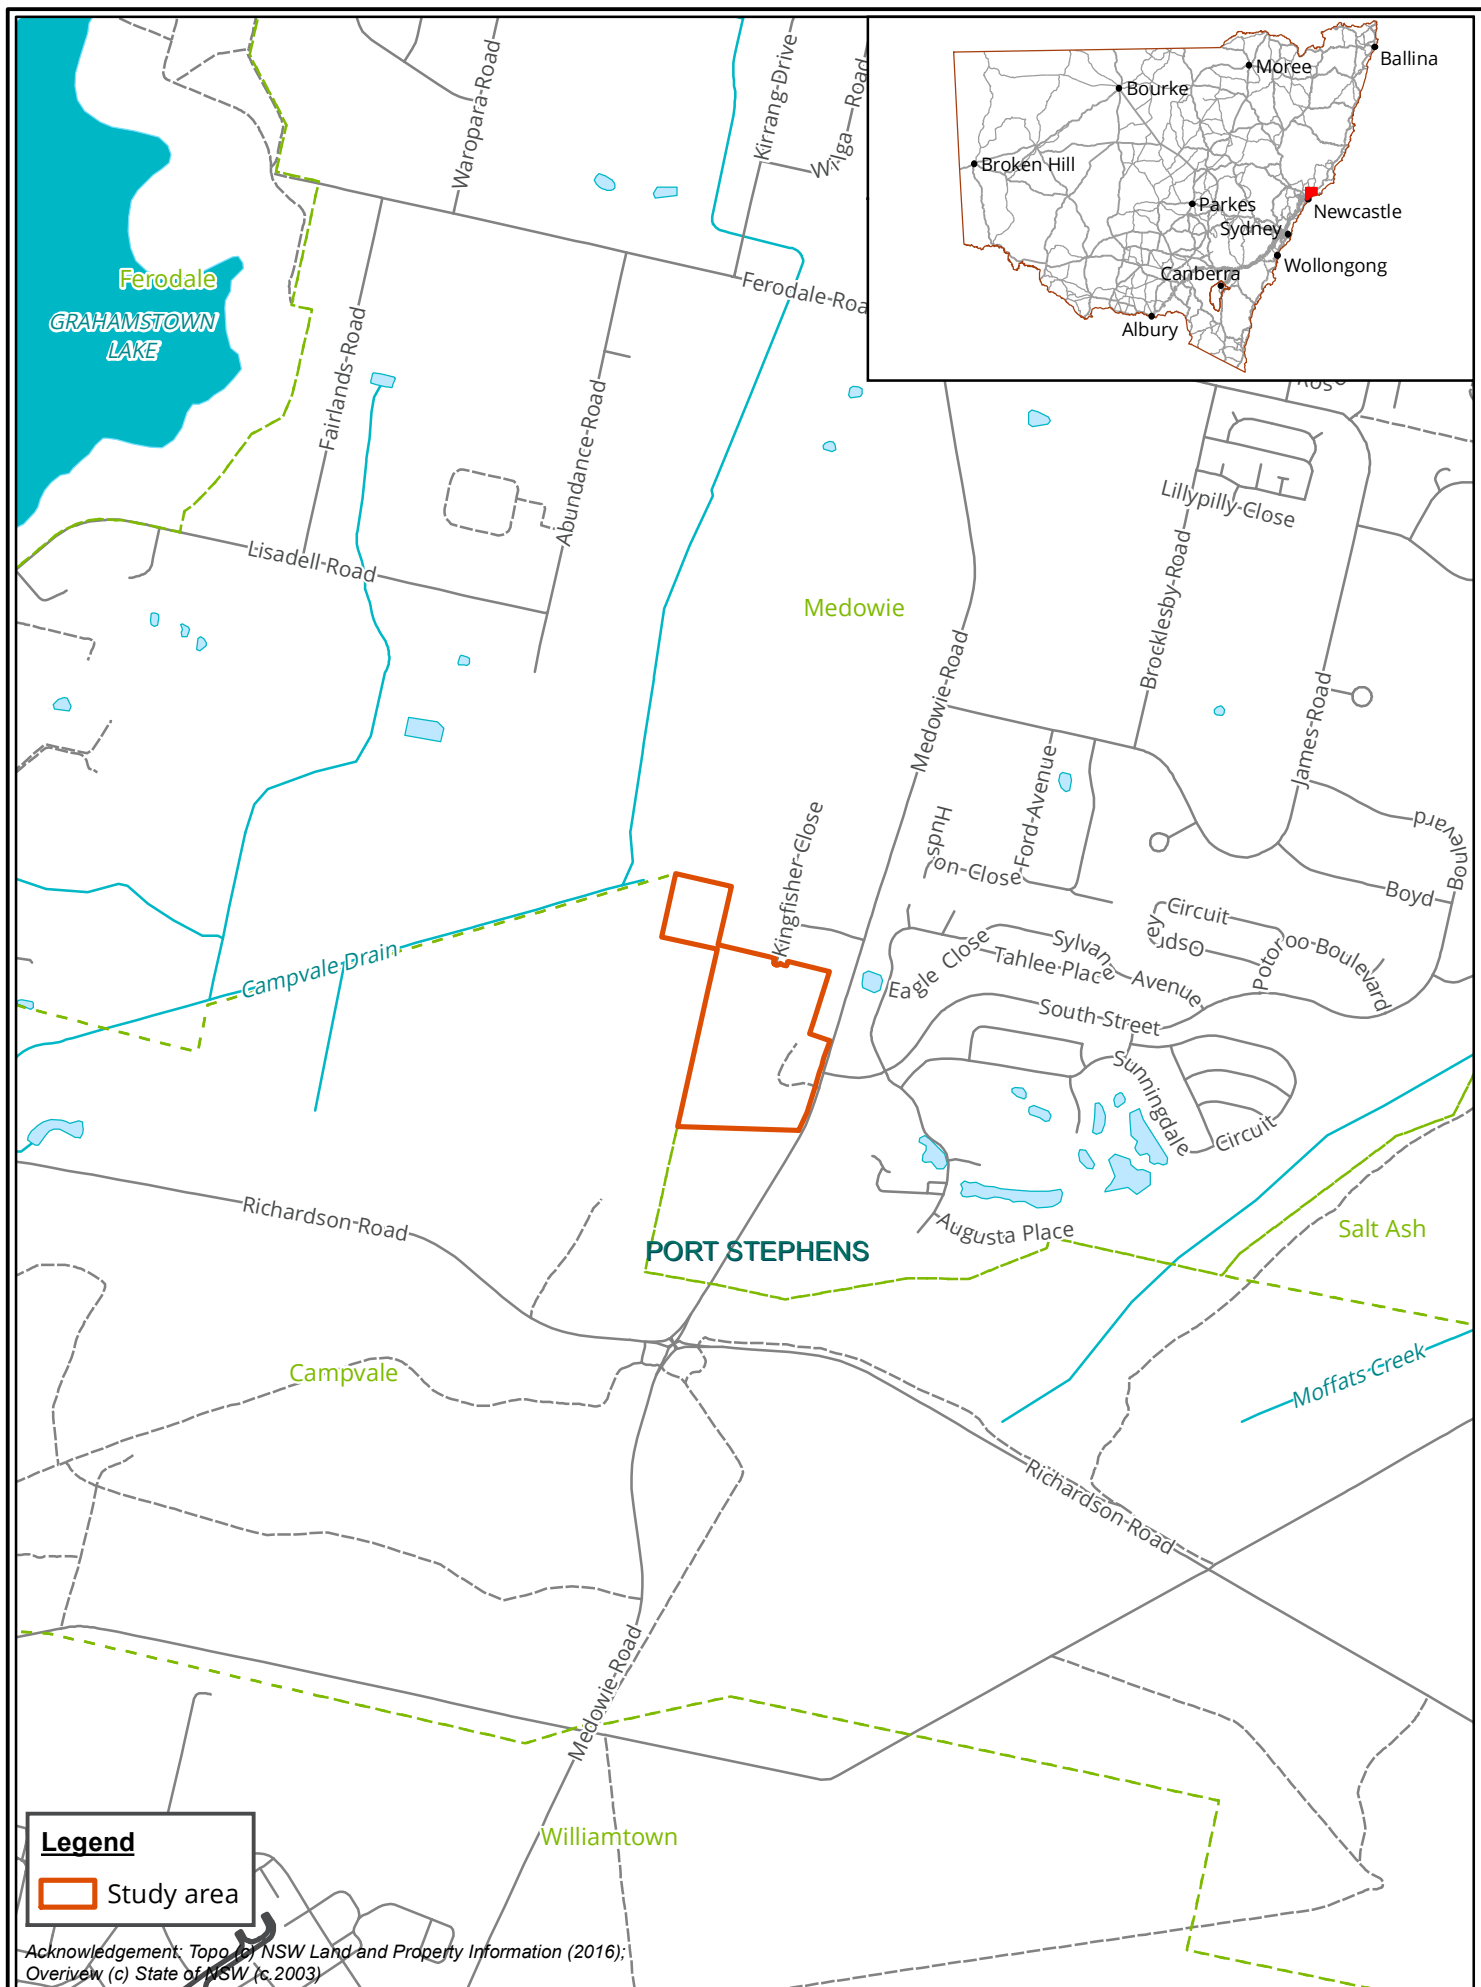 Ballina
Moree
Bourke
Broken Hill
Parkes
Newcastle
Sydney
Wollongong
Canberra
Albury
Waropara Road
Kirrang Drive
Wilga Road
Ferodale
GRAHAMSTOWN
LAKE
Ferodale Roa
Fairlands Road
Abundance Road
Lillypilly Close
Lisadell Road
Medowie
Brocklesby Road
Medowie Road
James Road
Ford Avenue
Hudson Close
Kingfisher Close
Boulevard
Boyd
Circuit
Osprey
Potoroo Boulevard
Campvale Drain
Eagle Close
Sylvan
Avenue
Tahlee Plac
South Street
Sunningdale
Circuit
Richardson Road
Augusta Place
Salt Ash
PORT STEPHENS
Campvale
Moffats Creek
Richardson Road
Medowie Road
Williamtown
Legend
Study area
Acknowledgement: Topo (c) NSW Land and Property Information (2016);
Overivew (c) State of NSW (c.2003)